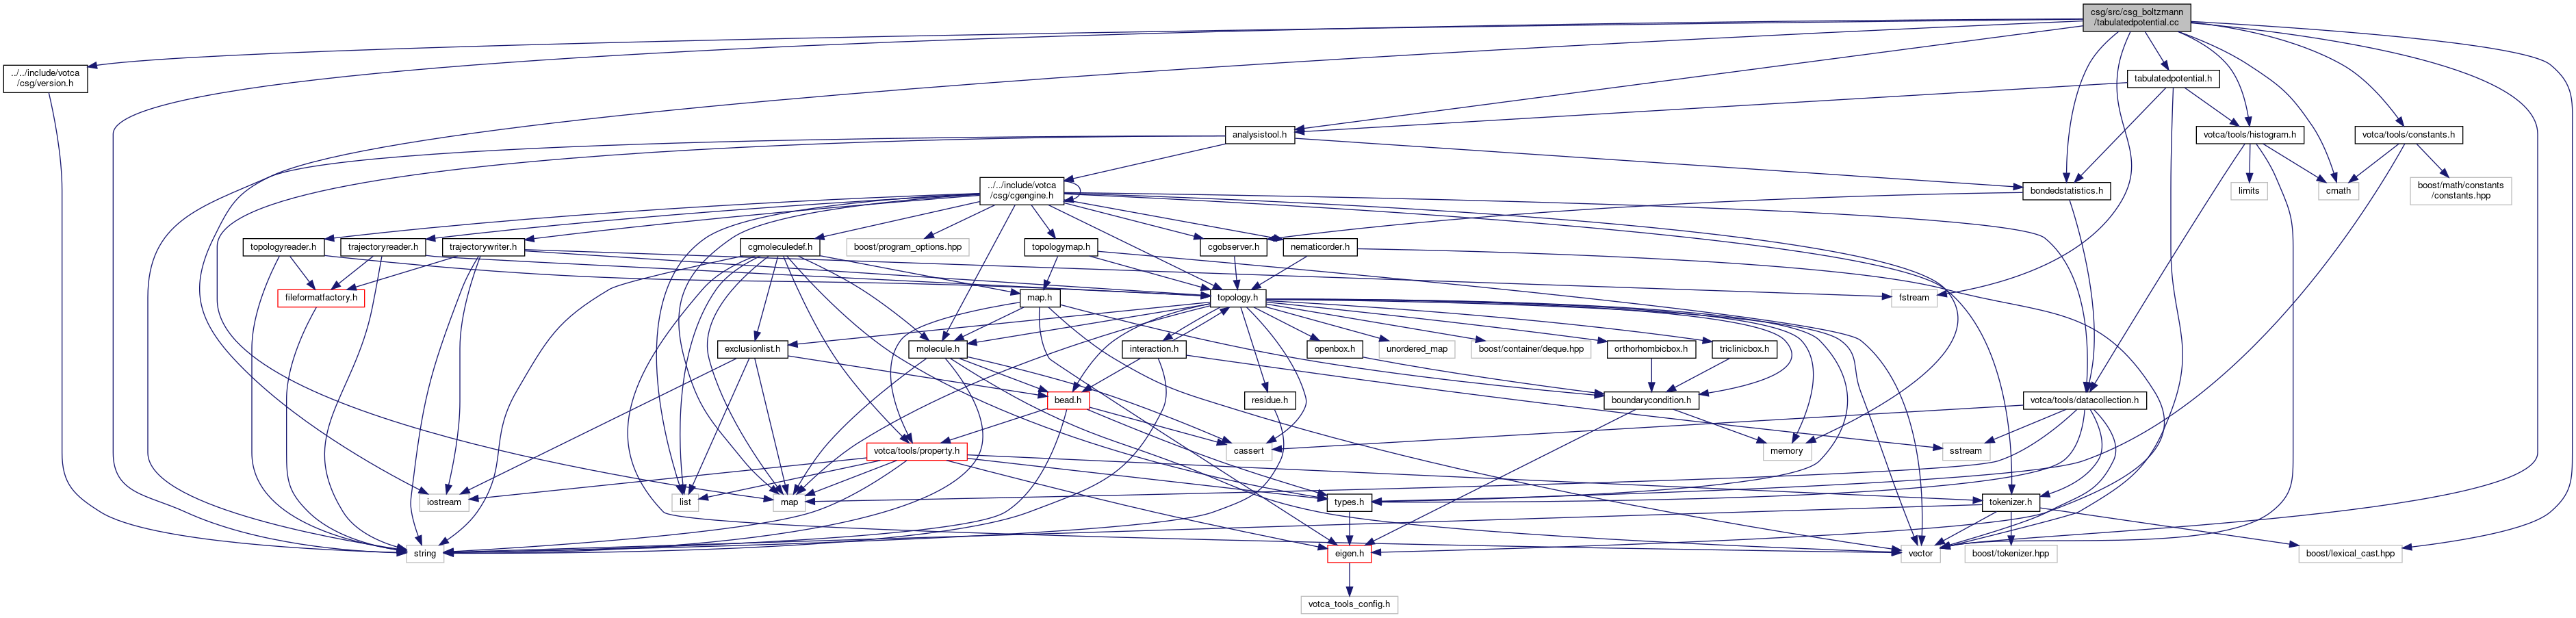 csg/src/csg_boltzmann
/tabulatedpotential.cc
../../include/votca
/csg/version.h
tabulatedpotential.h
analysistool.h
votca/tools/histogram.h
votca/tools/constants.h
../../include/votca
/csg/cgengine.h
bondedstatistics.h
limits
cmath
boost/math/constants
/constants.hpp
topologyreader.h
trajectoryreader.h
trajectorywriter.h
cgmoleculedef.h
boost/program_options.hpp
topologymap.h
cgobserver.h
nematicorder.h
fileformatfactory.h
map.h
topology.h
fstream
exclusionlist.h
molecule.h
interaction.h
openbox.h
unordered_map
boost/container/deque.hpp
orthorhombicbox.h
triclinicbox.h
bead.h
residue.h
boundarycondition.h
votca/tools/datacollection.h
votca/tools/property.h
cassert
memory
sstream
iostream
list
map
types.h
tokenizer.h
string
eigen.h
vector
boost/tokenizer.hpp
boost/lexical_cast.hpp
votca_tools_config.h